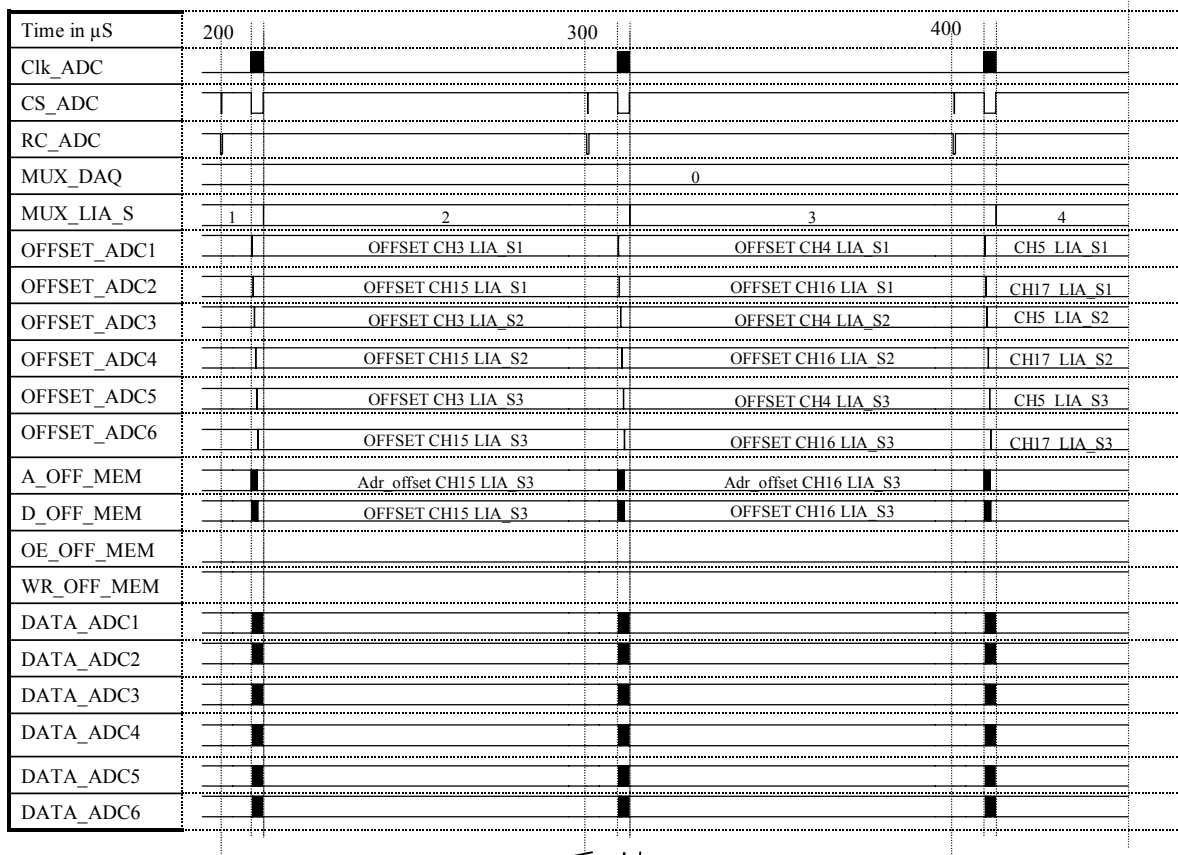 Time in µS 200 300 400
Clk_ADC
CS_ADC
RC_ADC
MUX_DAQ 0
MUX_LIA_S 1 2 3 4
OFFSET_ADC1 OFFSET CH3 LIA_S1 OFFSET CH4 LIA_S1 CH5 LIA_S1
OFFSET_ADC2 OFFSET CH15 LIA_S1 OFFSET CH16 LIA_S1 CH17 LIA_S1
OFFSET_ADC3 OFFSET CH3 LIA_S2 OFFSET CH4 LIA_S2 CH5 LIA_S2
OFFSET_ADC4 OFFSET CH15 LIA_S2 OFFSET CH16 LIA_S2 CH17 LIA_S2
OFFSET_ADC5 OFFSET CH3 LIA_S3 OFFSET CH4 LIA_S3 CH5 LIA_S3
OFFSET_ADC6 OFFSET CH15 LIA_S3 OFFSET CH16 LIA_S3 CH17 LIA_S3
A_OFF_MEM Adr_offset CH15 LIA_S3 Adr_offset CH16 LIA_S3
D_OFF_MEM OFFSET CH15 LIA_S3 OFFSET CH16 LIA_S3
OE_OFF_MEM
WR_OFF_MEM
DATA_ADC1
DATA_ADC2
DATA_ADC3
DATA_ADC4
DATA_ADC5
DATA_ADC6